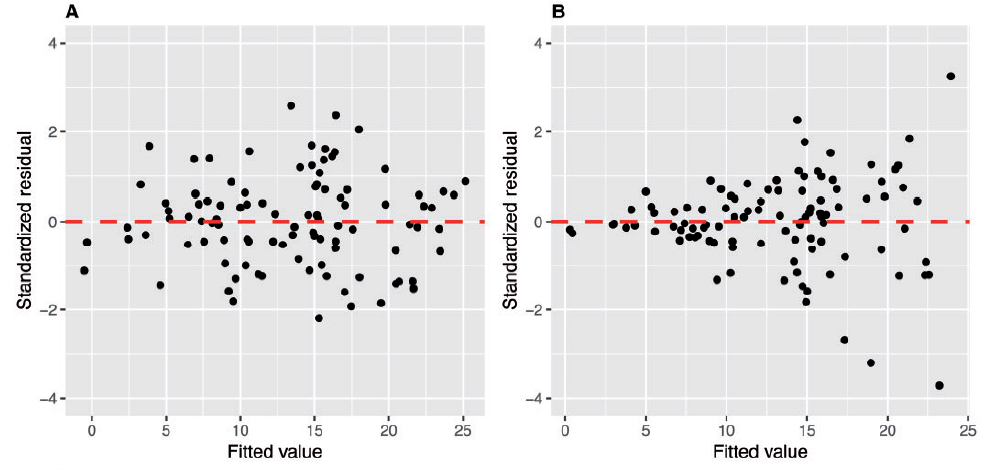 A
B
Standardized residual
4
2
0
−2
−4
0 5 10 15 20 25
Fitted value
Standardized residual
4
2
0
−2
−4
0 5 10 15 20 25
Fitted value